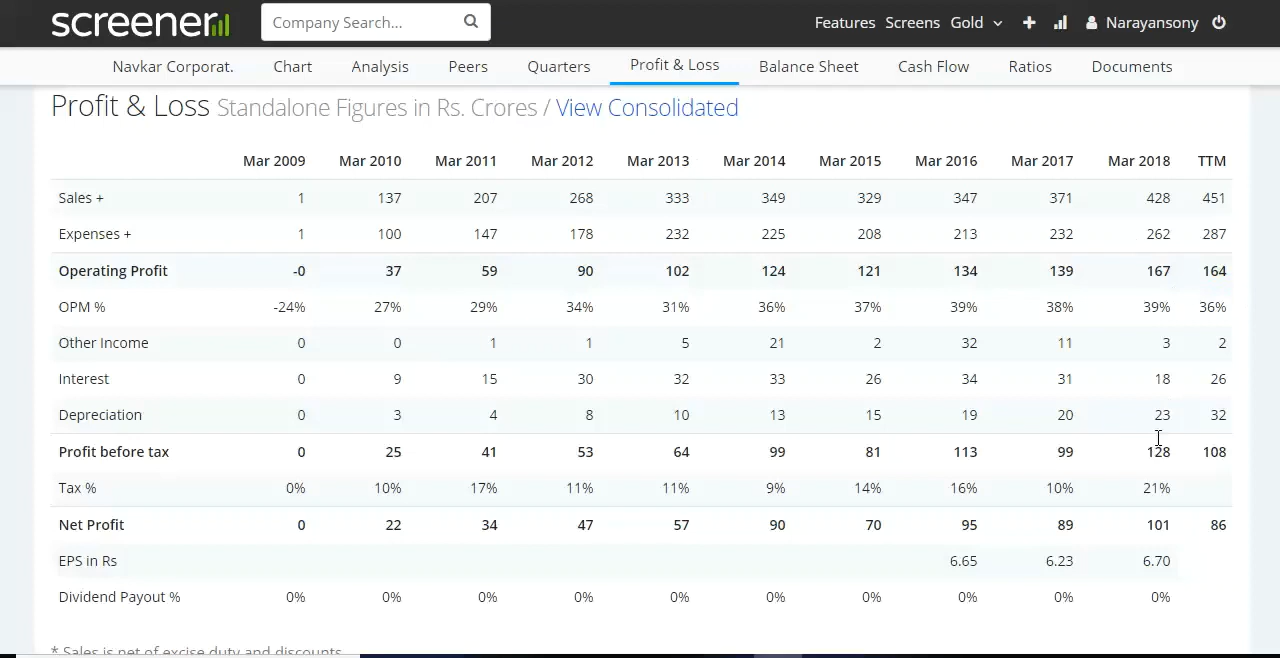 screener Company Search... Features Screens Gold Narayansony
Navkar Corporat. Chart Analysis Peers Quarters Profit & Loss Balance Sheet Cash Flow Ratios Documents
Profit & Loss Standalone Figures in Rs. Crores / View Consolidated
Mar 2009 Mar 2010 Mar 2011 Mar 2012 Mar 2013 Mar 2014 Mar 2015 Mar 2016 Mar 2017 Mar 2018 TTM
Sales + 1 137 207 268 333 349 329 347 371 428 451
Expenses + 1 100 147 178 232 225 208 213 232 262 287
Operating Profit -0 37 59 90 102 124 121 134 139 167 164
OPM % -24% 27% 29% 34% 31% 36% 37% 39% 38% 39% 36%
Other Income 0 0 1 1 5 21 2 32 11 3 2
Interest 0 9 15 30 32 33 26 34 31 18 26
Depreciation 0 3 4 8 10 13 15 19 20 23 32
Profit before tax 0 25 41 53 64 99 81 113 99 128 108
Tax % 0% 10% 17% 11% 11% 9% 14% 16% 10% 21%
Net Profit 0 22 34 47 57 90 70 95 89 101 86
EPS in Rs 6.65 6.23 6.70
Dividend Payout % 0% 0% 0% 0% 0% 0% 0% 0% 0% 0%
* Sales is net of excise duty and discounts